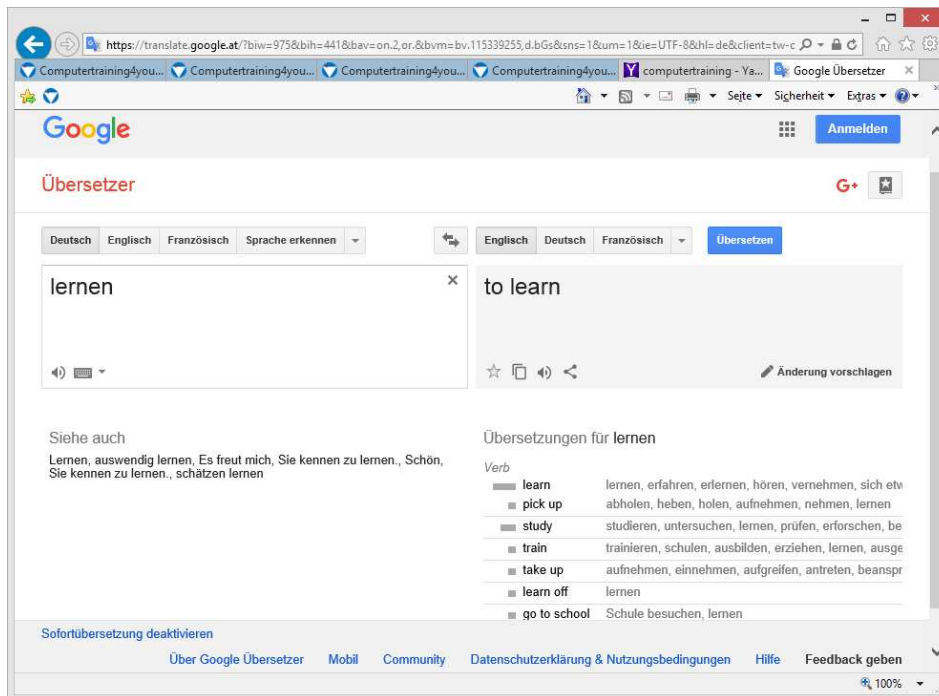 https://translate.google.at/?biw=975&bih=441&bav=on.2,or.&bvm=bv.115339255,d.bGs&sns=1&um=1&ie=UTF-8&hl=de&client=tw-c
Computertraining4you... Computertraining4you... Computertraining4you... Computertraining4you... computertraining - Ya... Google Übersetzer
Seite Sicherheit Extras
Google
Anmelden
Übersetzer
G+
Deutsch Englisch Französisch Sprache erkennen Englisch Deutsch Französisch Übersetzen
lernen to learn
Änderung vorschlagen
Siehe auch
Lernen, auswendig lernen, Es freut mich, Sie kennen zu lernen., Schön,
Sie kennen zu lernen., schätzen lernen
Übersetzungen für lernen
Verb
learn lernen, erfahren, erlernen, hören, vernehmen, sich etw
pick up abholen, heben, holen, aufnehmen, nehmen, lernen
study studieren, untersuchen, lernen, prüfen, erforschen, be
train trainieren, schulen, ausbilden, erziehen, lernen, ausge
take up aufnehmen, einnehmen, aufgreifen, antreten, beanspr
learn off lernen
go to school Schule besuchen, lernen
Sofortübersetzung deaktivieren
Über Google Übersetzer Mobil Community Datenschutzerklärung & Nutzungsbedingungen Hilfe Feedback geben
100%